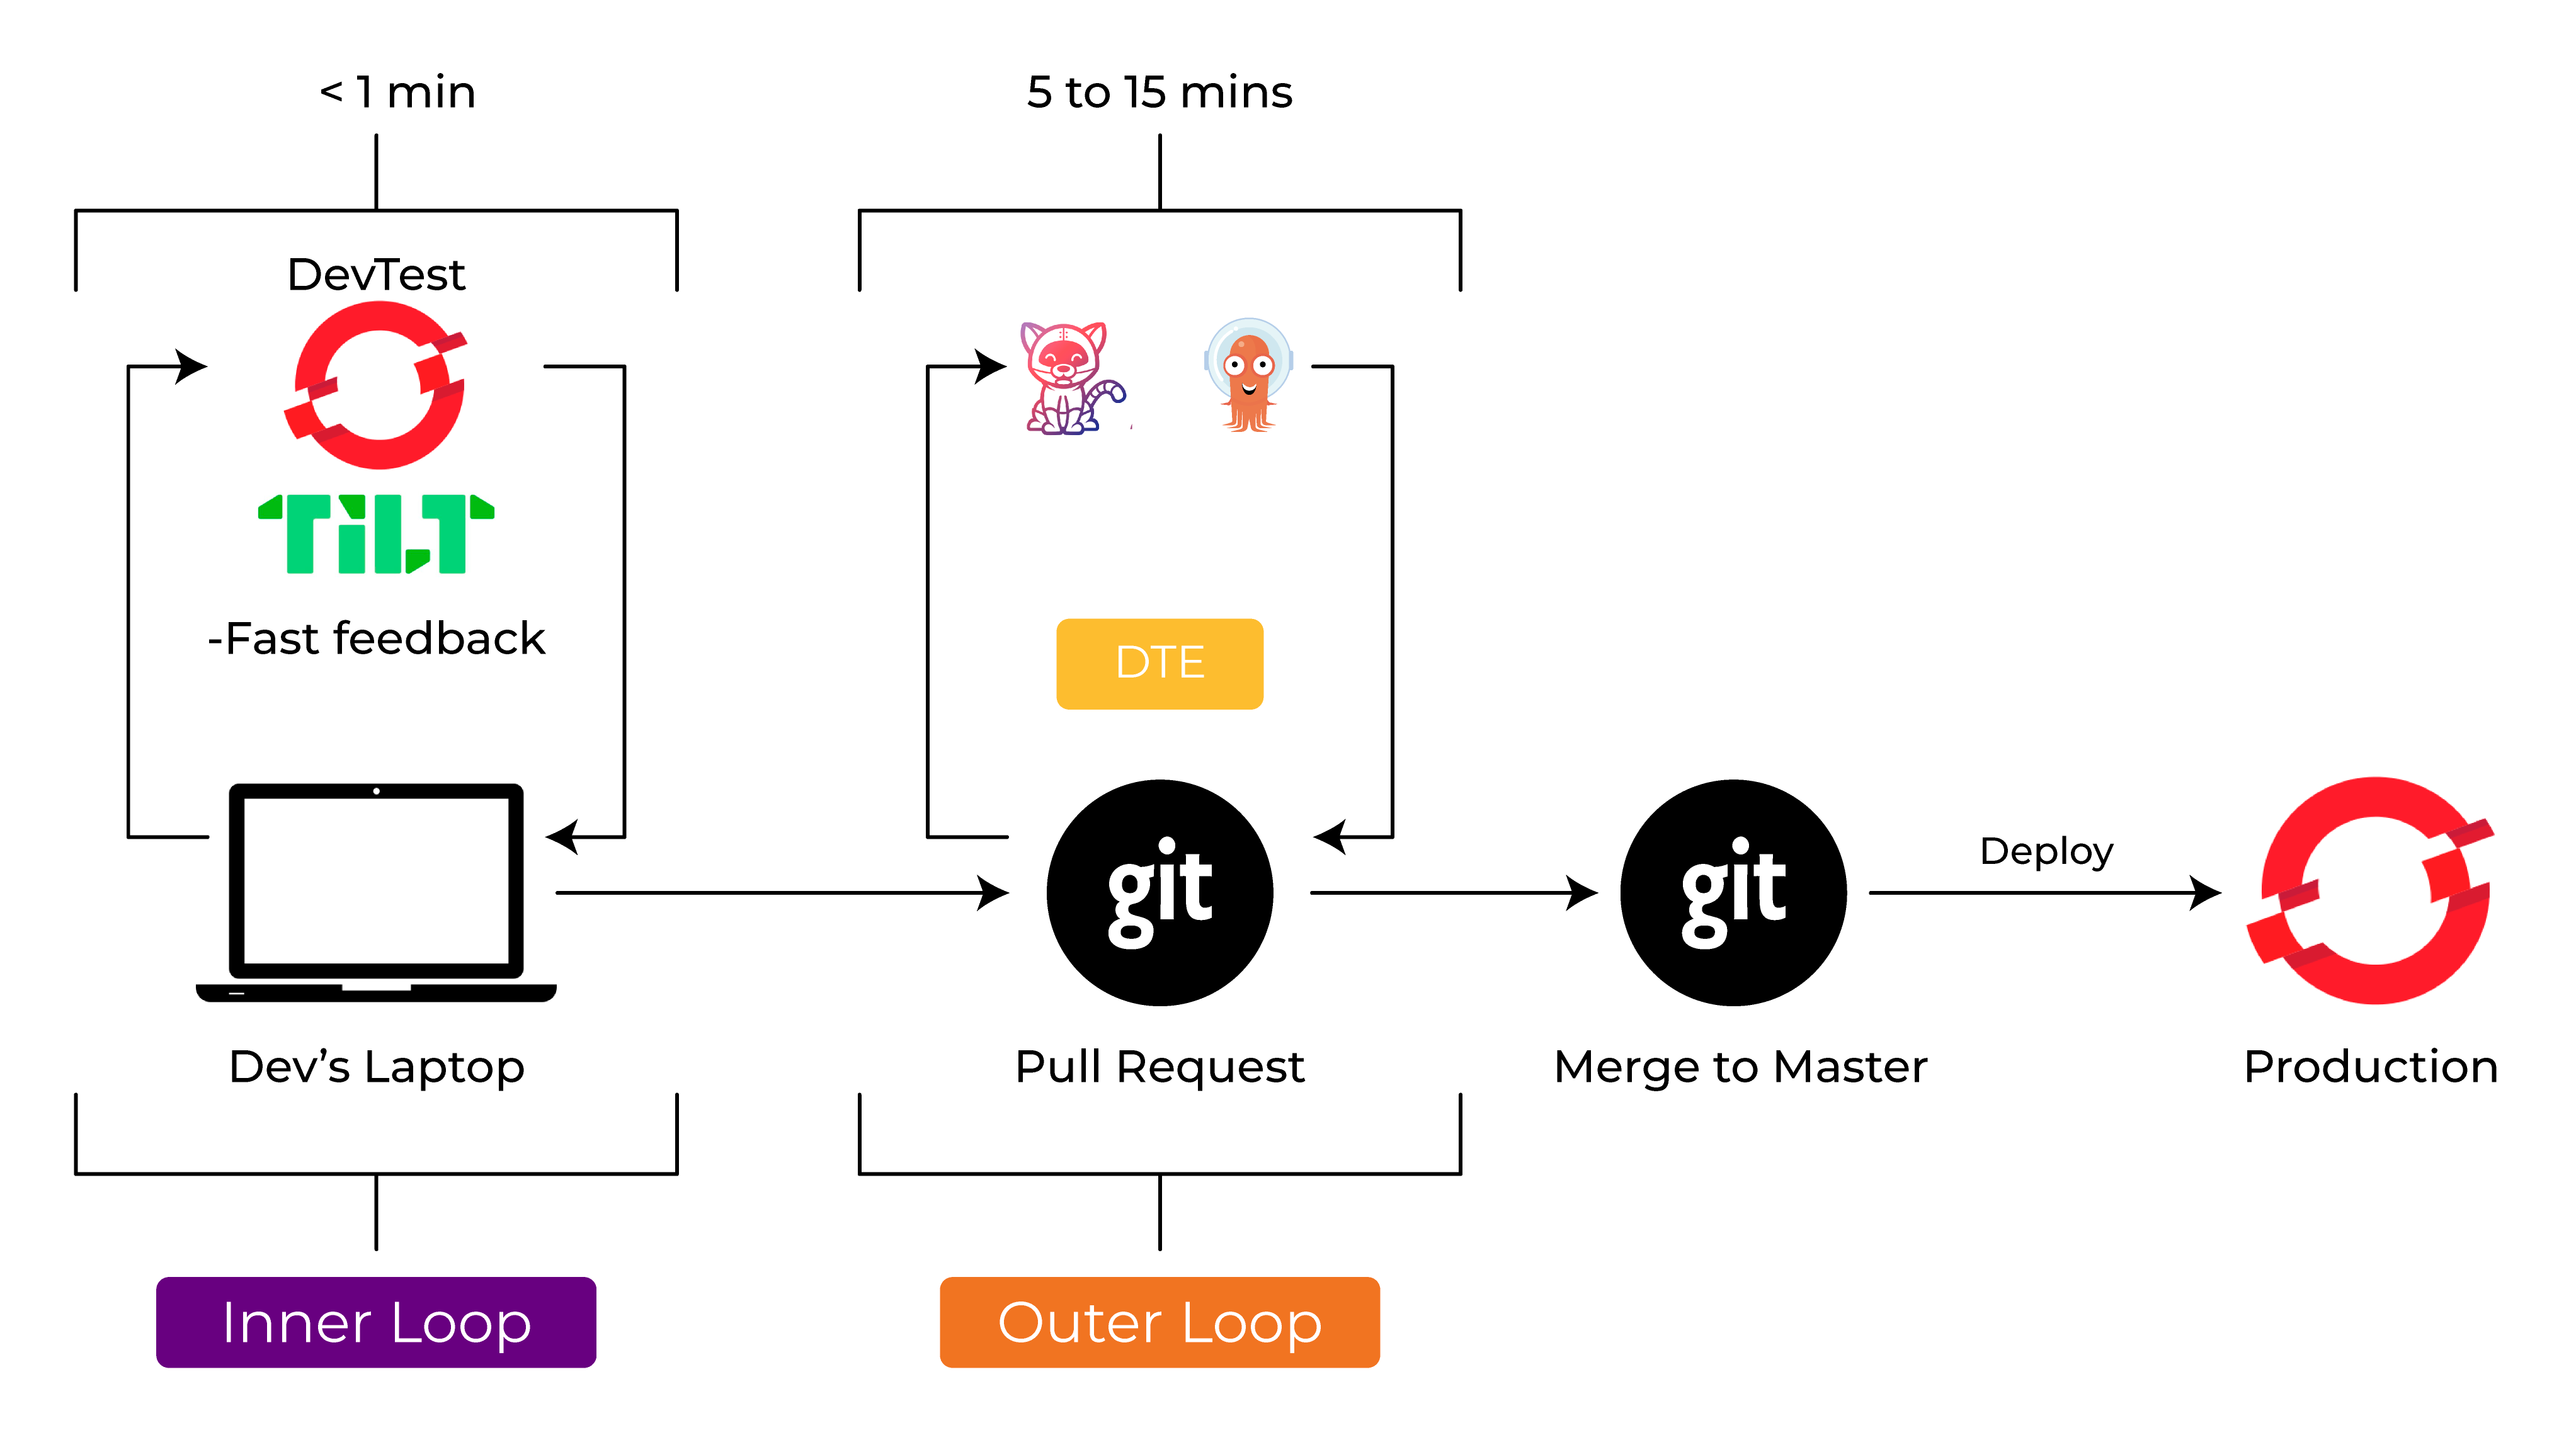 < 1 min
5 to 15 mins
DevTest
TILT
-Fast feedback
DTE
git
git
Deploy
Dev’s Laptop
Pull Request
Merge to Master
Production
Inner Loop
Outer Loop